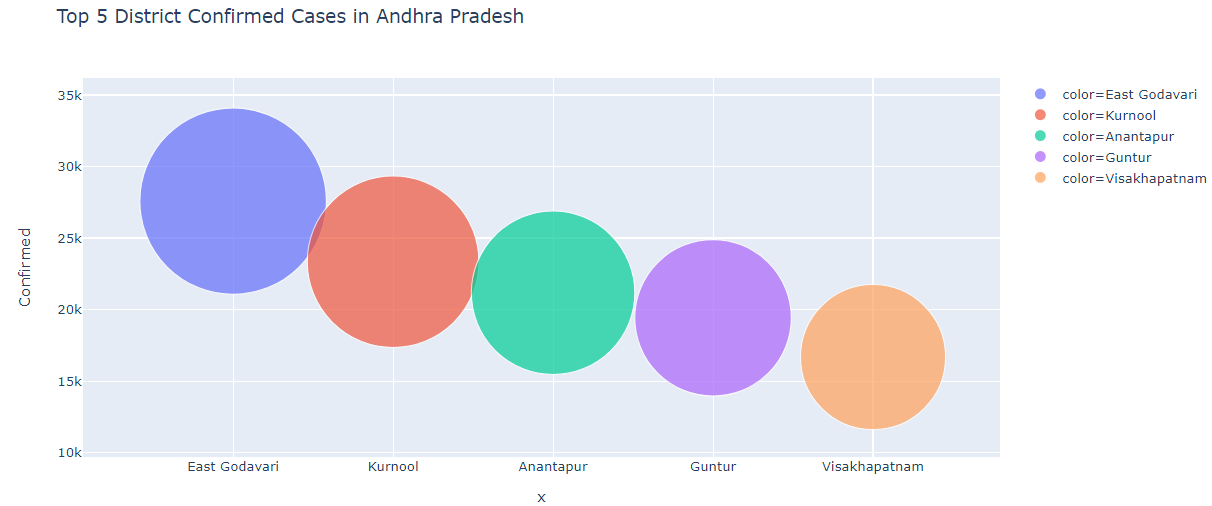 Top 5 District Confirmed Cases in Andhra Pradesh
35k
30k
25k
20k
15k
10k
Confirmed
East Godavari
Kurnool
Anantapur
Guntur
Visakhapatnam
x
color=East Godavari
color=Kurnool
color=Anantapur
color=Guntur
color=Visakhapatnam